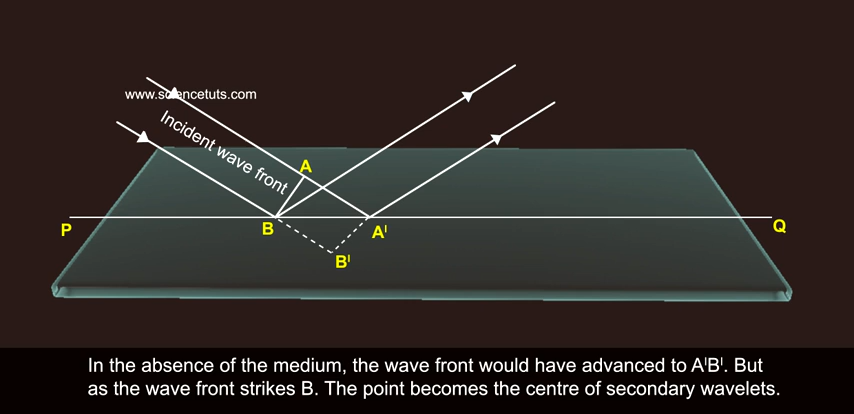 www.sciencetuts.com
Incident wave front
A
P
B
A'
Q
B'
In the absence of the medium, the wave front would have advanced to A'B'. But
as the wave front strikes B. The point becomes the centre of secondary wavelets.